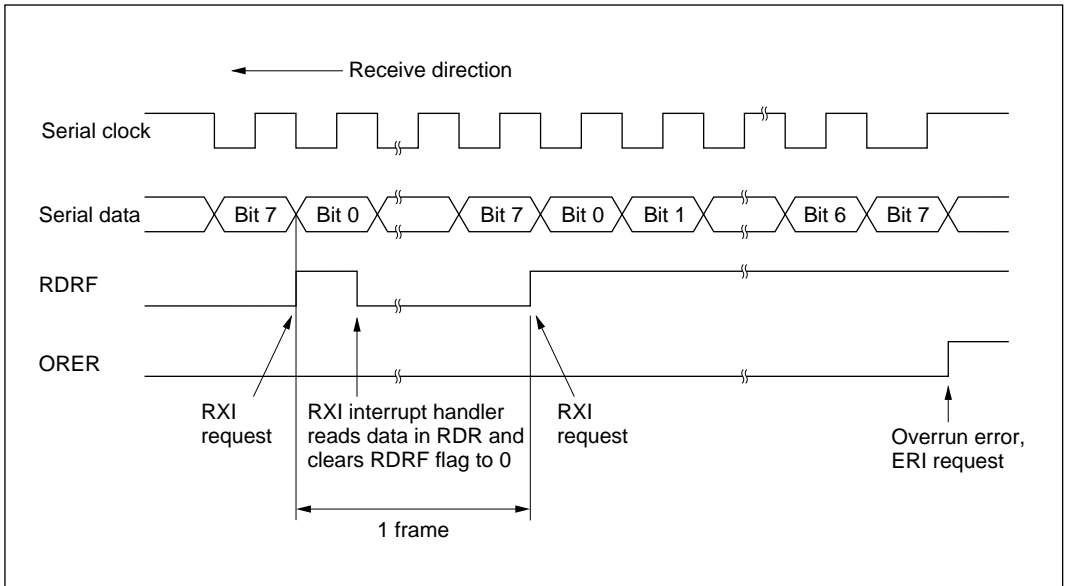 Receive direction
Serial clock
Serial data
Bit 7
Bit 0
Bit 7
Bit 0
Bit 1
Bit 6
Bit 7
RDRF
ORER
RXI
request
RXI interrupt handler
reads data in RDR and
clears RDRF flag to 0
RXI
request
Overrun error,
ERI request
1 frame